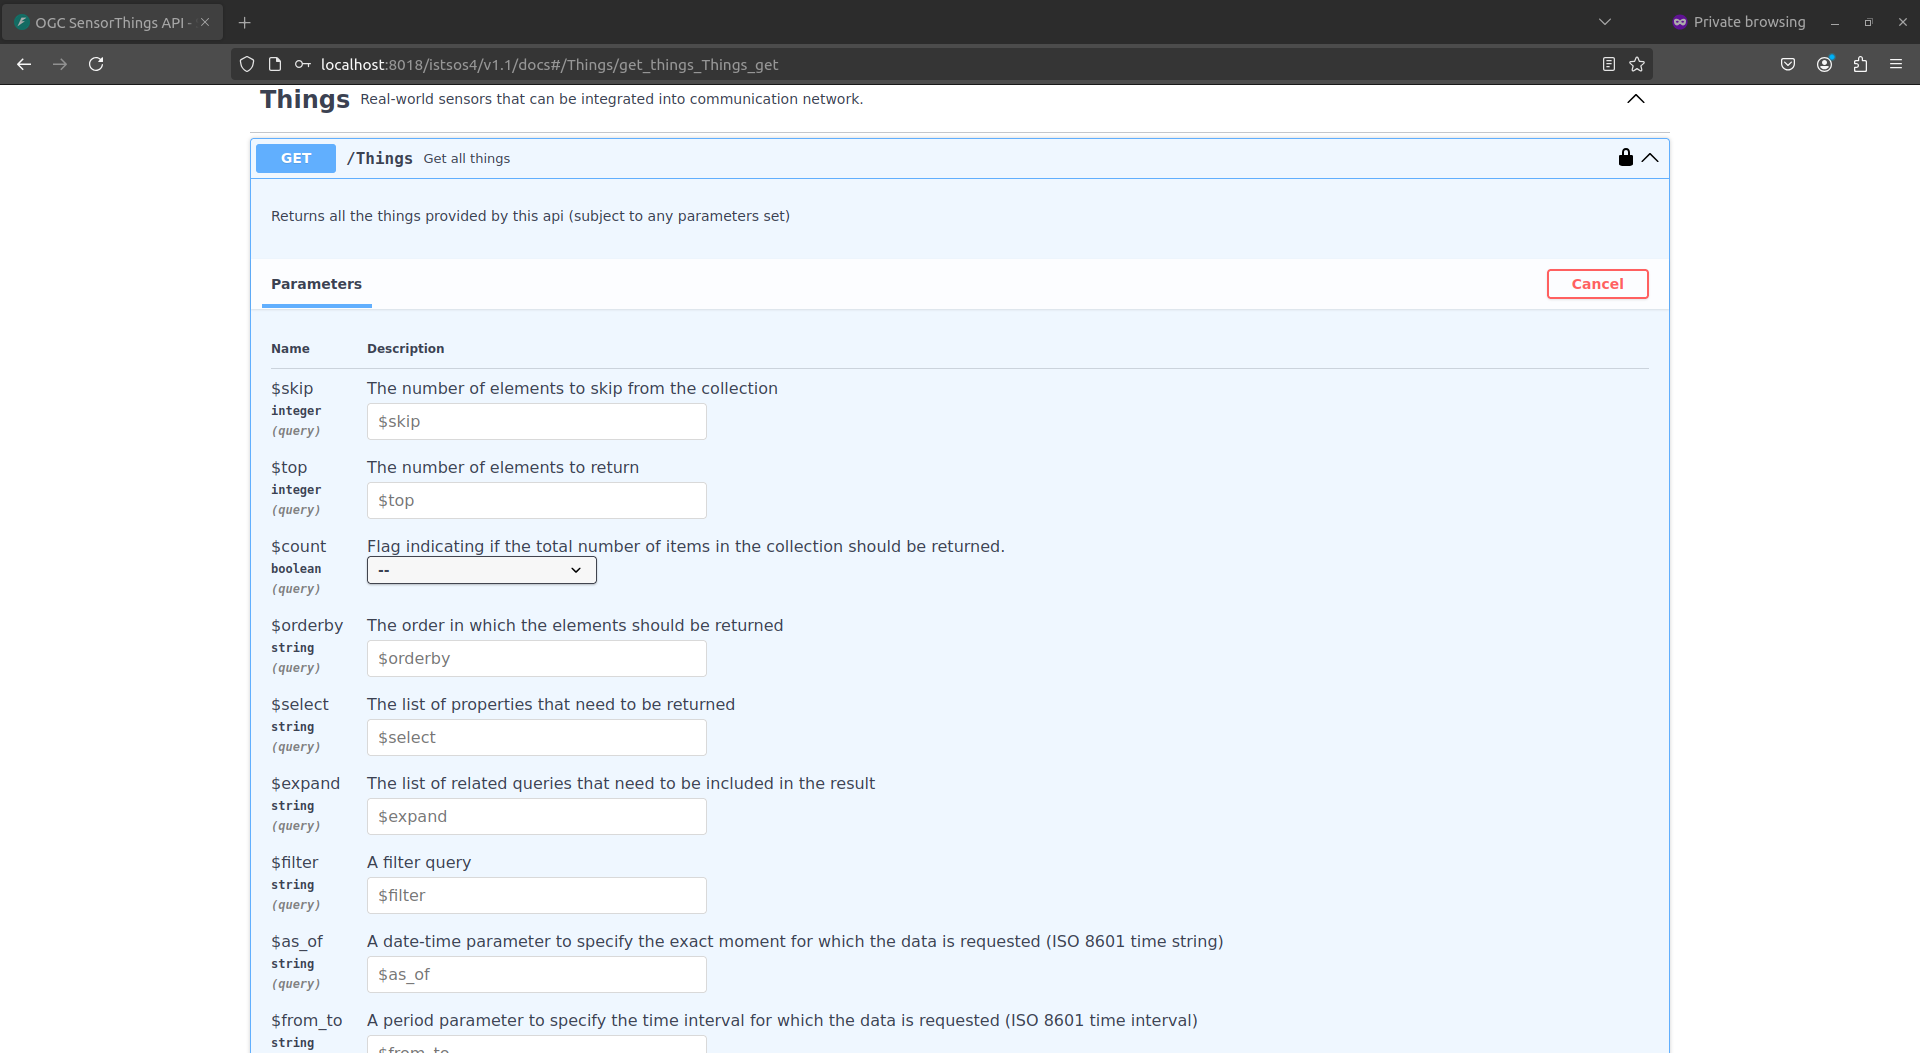 OGC SensorThings API -
Private browsing
localhost:8018/istsos4/v1.1/docs#/Things/get_things_Things_get
Things Real-world sensors that can be integrated into communication network.
GET /Things Get all things
Returns all the things provided by this api (subject to any parameters set)
Parameters
Cancel
Name Description
$skip The number of elements to skip from the collection
integer
(query)
$skip
$top The number of elements to return
integer
(query)
$top
$count Flag indicating if the total number of items in the collection should be returned.
boolean
(query)
--
$orderby The order in which the elements should be returned
string
(query)
$orderby
$select The list of properties that need to be returned
string
(query)
$select
$expand The list of related queries that need to be included in the result
string
(query)
$expand
$filter A filter query
string
(query)
$filter
$as_of A date-time parameter to specify the exact moment for which the data is requested (ISO 8601 time string)
string
(query)
$as_of
$from_to A period parameter to specify the time interval for which the data is requested (ISO 8601 time interval)
string
$from_to